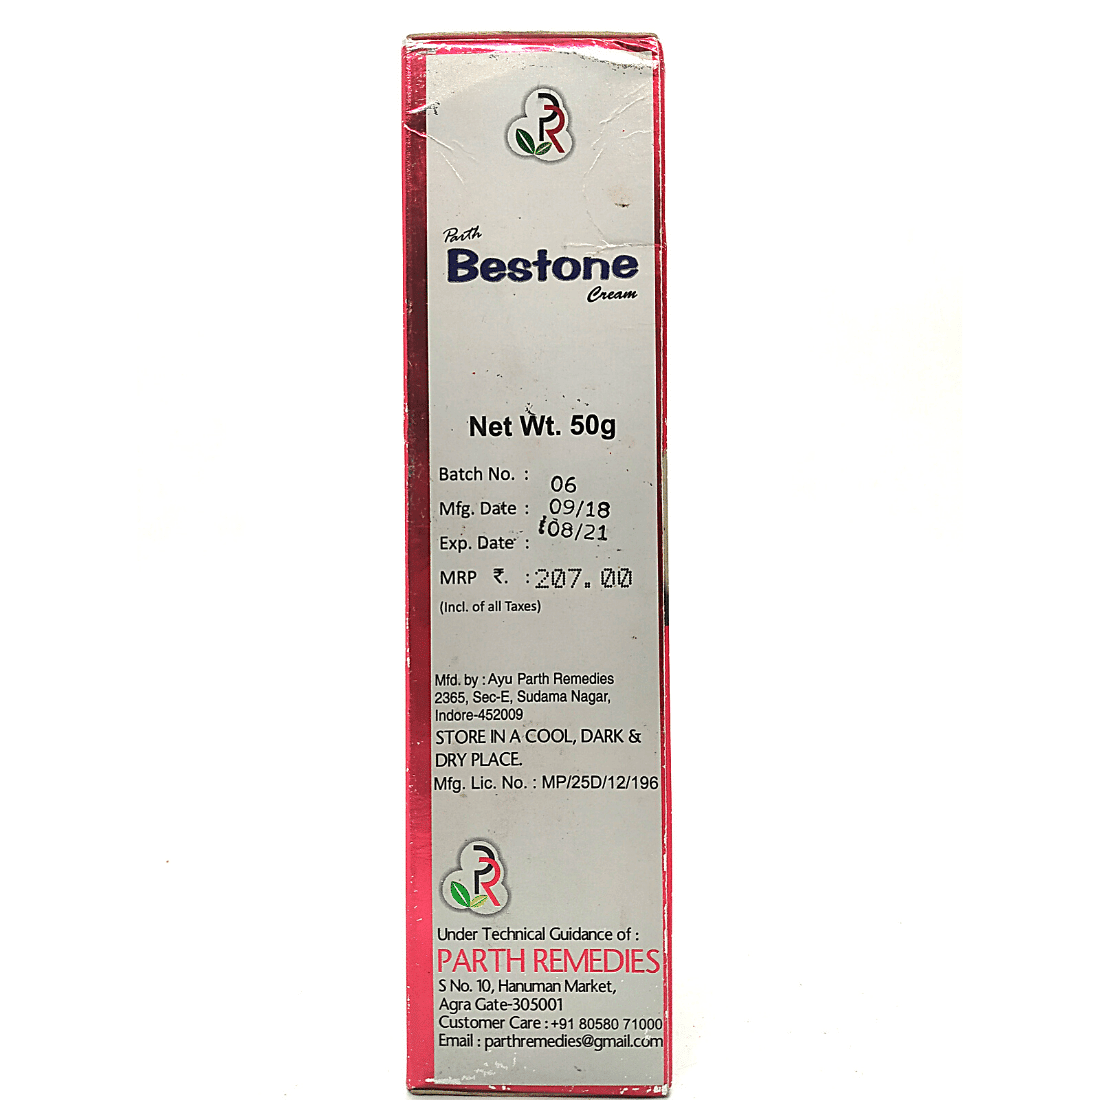 PR
Parth
Bestone
Cream
Net Wt. 50g
Batch No. : 06
Mfg. Date : 09/18
Exp. Date : 08/21
MRP ₹. : 207.00
(Incl. of all Taxes)
Mfd. by : Ayu Parth Remedies
2365, Sec-E, Sudama Nagar,
Indore-452009
STORE IN A COOL, DARK &
DRY PLACE.
Mfg. Lic. No. : MP/25D/12/196
PR
Under Technical Guidance of :
PARTH REMEDIES
S No. 10, Hanuman Market,
Agra Gate-305001
Customer Care : +91 80580 71000
Email : parthremedies@gmail.com